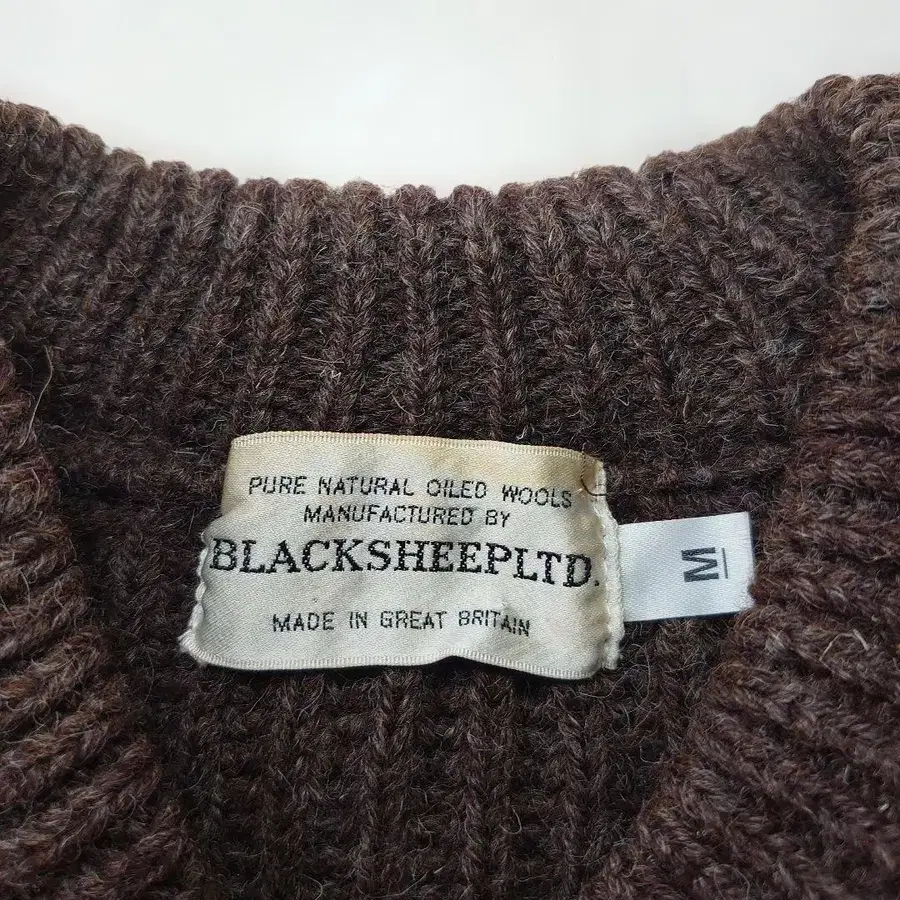 PURE NATURAL OILED WOOLS
MANUFACTURED BY
BLACKSHEEPLTD.
MADE IN GREAT BRITAIN
M